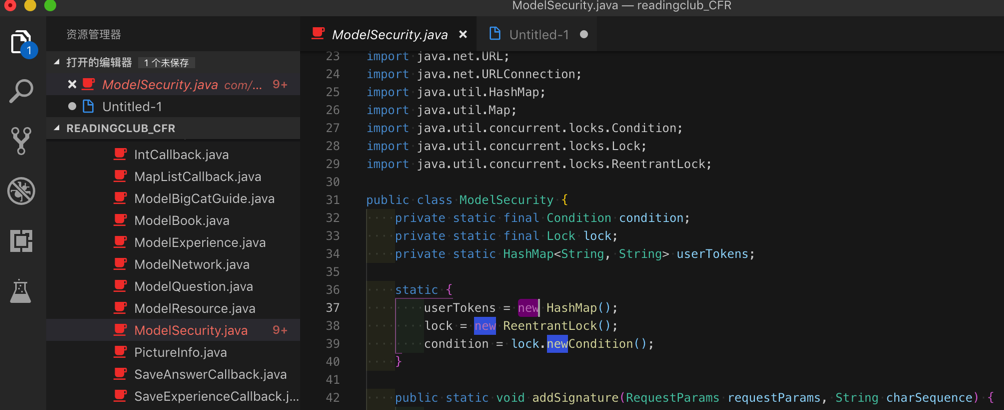 ModelSecurity.java — readingclub_CFR
资源管理器
打开的编辑器 1 个未保存
ModelSecurity.java com/... 9+
Untitled-1
READINGCLUB_CFR
IntCallback.java
MapListCallback.java
ModelBigCatGuide.java
ModelBook.java
ModelExperience.java
ModelNetwork.java
ModelQuestion.java
ModelResource.java
ModelSecurity.java 9+
PictureInfo.java
SaveAnswerCallback.java
SaveExperienceCallback.j...
1
ModelSecurity.java Untitled-1
23 import java.net.URL;
24 import java.net.URLConnection;
25 import java.util.HashMap;
26 import java.util.Map;
27 import java.util.concurrent.locks.Condition;
28 import java.util.concurrent.locks.Lock;
29 import java.util.concurrent.locks.ReentrantLock;
30
31 public class ModelSecurity {
32 private static final Condition condition;
33 private static final Lock lock;
34 private static HashMap<String, String> userTokens;
35
36 static {
37 userTokens = new HashMap();
38 lock = new ReentrantLock();
39 condition = lock.newCondition();
40 }
41
42 public static void addSignature(RequestParams requestParams, String charSequence) {